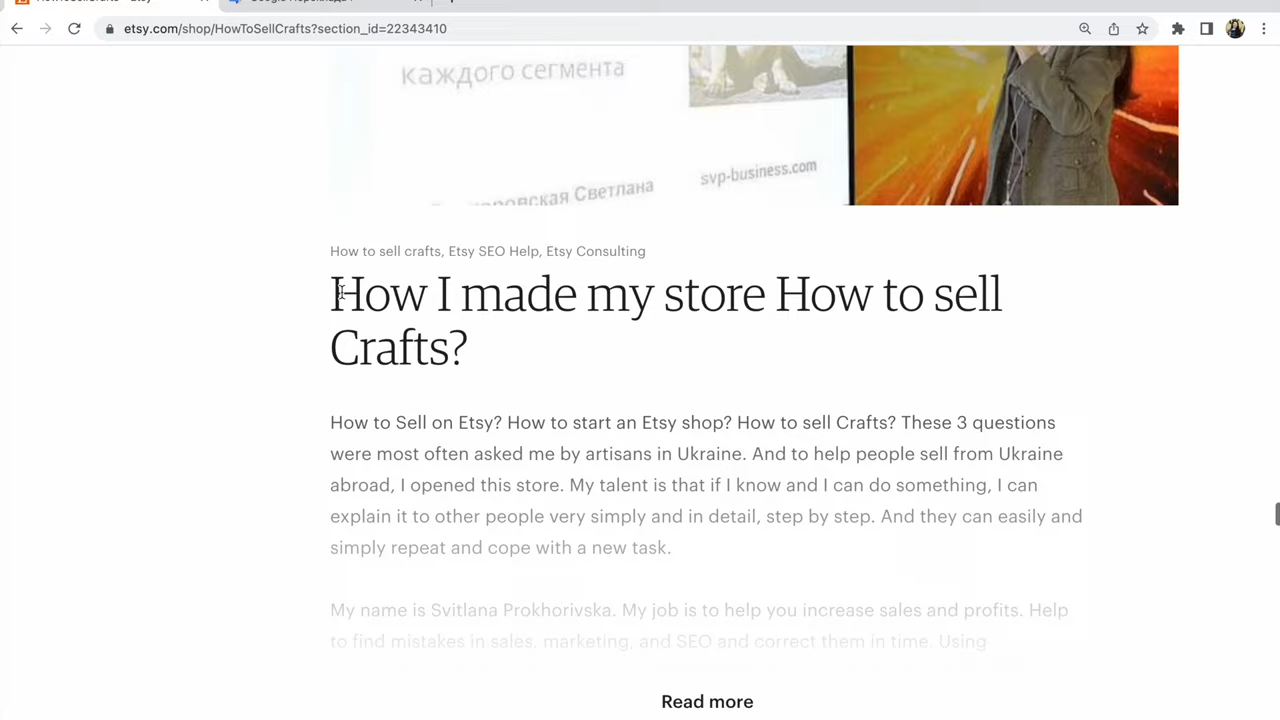 etsy.com/shop/HowToSellCrafts?section_id=22343410
каждого сегмента
svp-business.com
Светлана
How to sell crafts, Etsy SEO Help, Etsy Consulting
How I made my store How to sell
Crafts?
How to Sell on Etsy? How to start an Etsy shop? How to sell Crafts? These 3 questions
were most often asked me by artisans in Ukraine. And to help people sell from Ukraine
abroad, I opened this store. My talent is that if I know and I can do something, I can
explain it to other people very simply and in detail, step by step. And they can easily and
simply repeat and cope with a new task.
My name is Svitlana Prokhorivska. My job is to help you increase sales and profits. Help
to find mistakes in sales, marketing, and SEO and correct them in time. Using
Read more